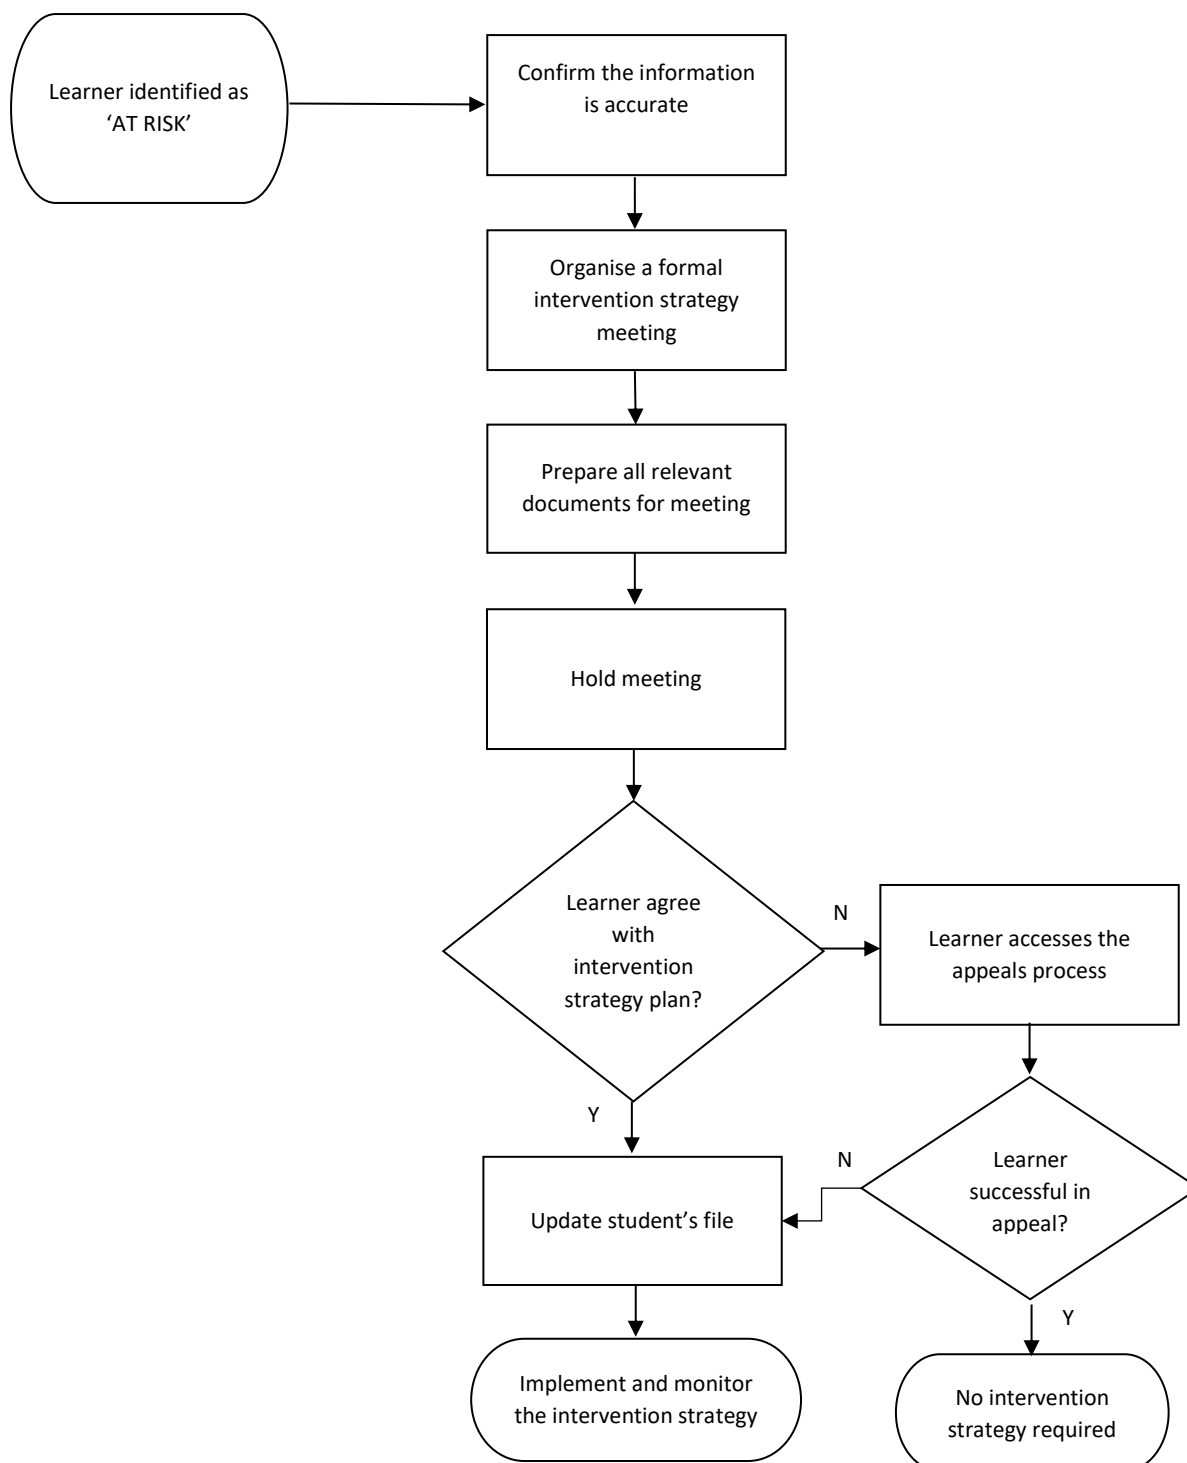 Learner identified as
‘AT RISK’
Confirm the information
is accurate
Organise a formal
intervention strategy
meeting
Prepare all relevant
documents for meeting
Hold meeting
Learner agree
with
intervention
strategy plan?
N
Learner accesses the
appeals process
Y
Update student’s file
N
Learner
successful in
appeal?
Y
Implement and monitor
the intervention strategy
No intervention
strategy required